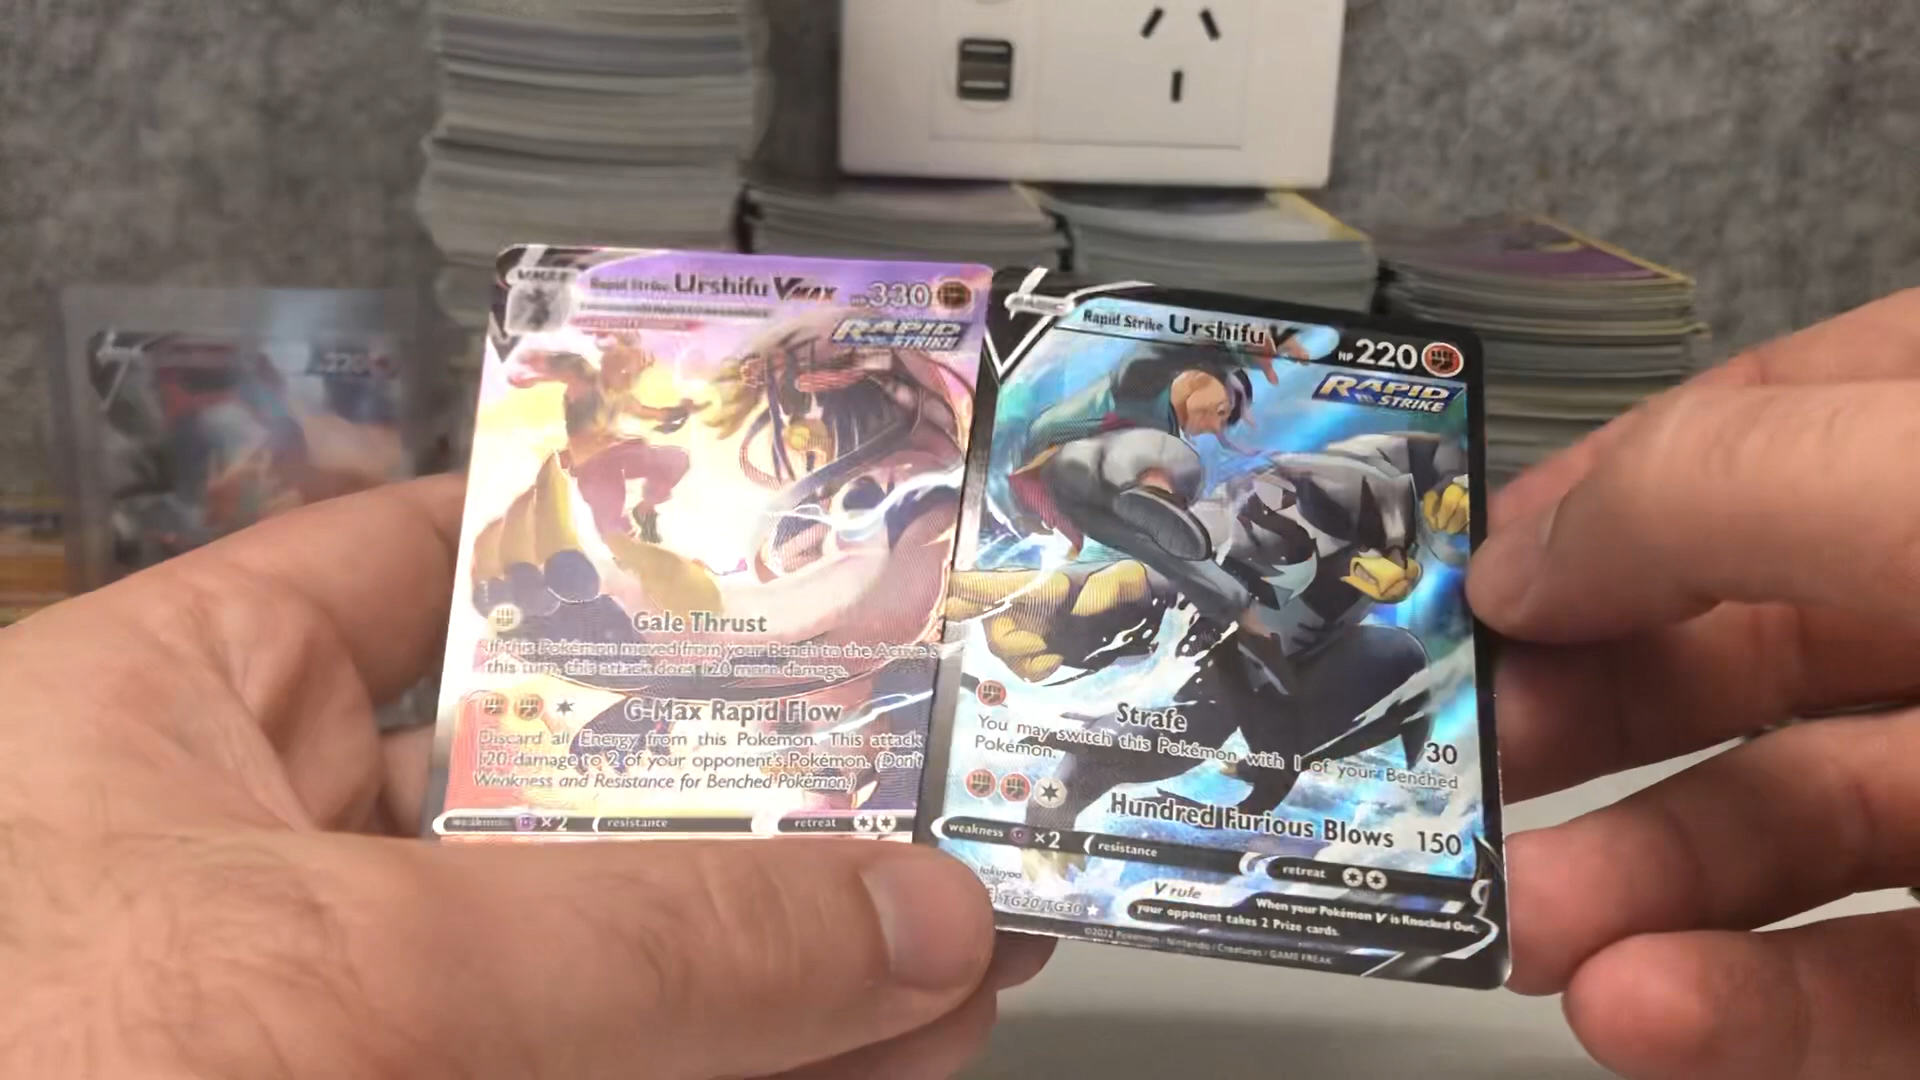 Rapid Strike Urshifu VMAX HP 330
RAPID
STRIKE
Gale Thrust
If this Pokémon moved from your Bench to the Active S
this turn, this attack does 120 more damage.
G-Max Rapid Flow
Discard all Energy from this Pokémon. This attack
120 damage to 2 of your opponent's Pokémon. (Don't
Weakness and Resistance for Benched Pokémon.)
weakness ×2 resistance retreat
BASIC
Rapid Strike Urshifu V HP 220
RAPID
STRIKE
Strafe 30
You may switch this Pokémon with 1 of your Benched
Pokémon.
Hundred Furious Blows 150
weakness ×2 resistance retreat
TG20/TG30
V rule
When your Pokémon V is Knocked Out,
your opponent takes 2 Prize cards.
©2022 Pokémon / Nintendo / Creatures / GAME FREAK
220